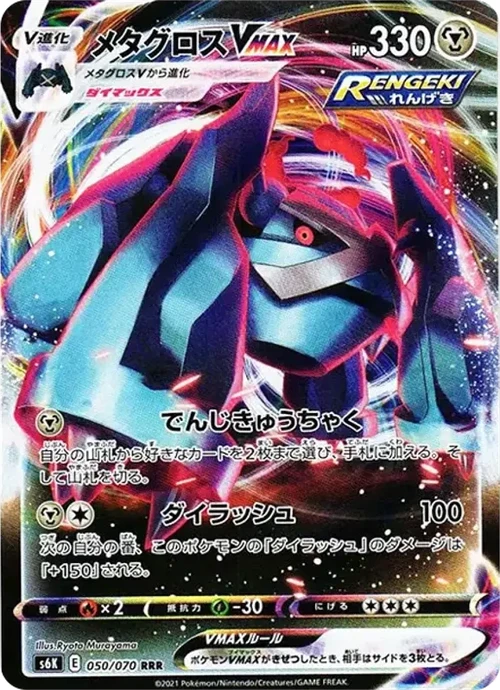 V進化
メタグロスVMAX
HP330
メタグロスVから進化
ダイマックス
RENGEKI
れんげき
でんじきゅうちゃく
自分の山札から好きなカードを2枚まで選び、手札に加える。そ
して山札を切る。
ダイラッシュ 100
次の自分の番、このポケモンの「ダイラッシュ」のダメージは
「+150」される。
弱点 ×2 抵抗力 -30 にげる
Illus.Ryota Murayama
VMAXルール
s6K E 050/070 RRR
ポケモンVMAXがきぜつしたとき、相手はサイドを3枚とる。
©2021 Pokémon/Nintendo/Creatures/GAME FREAK.